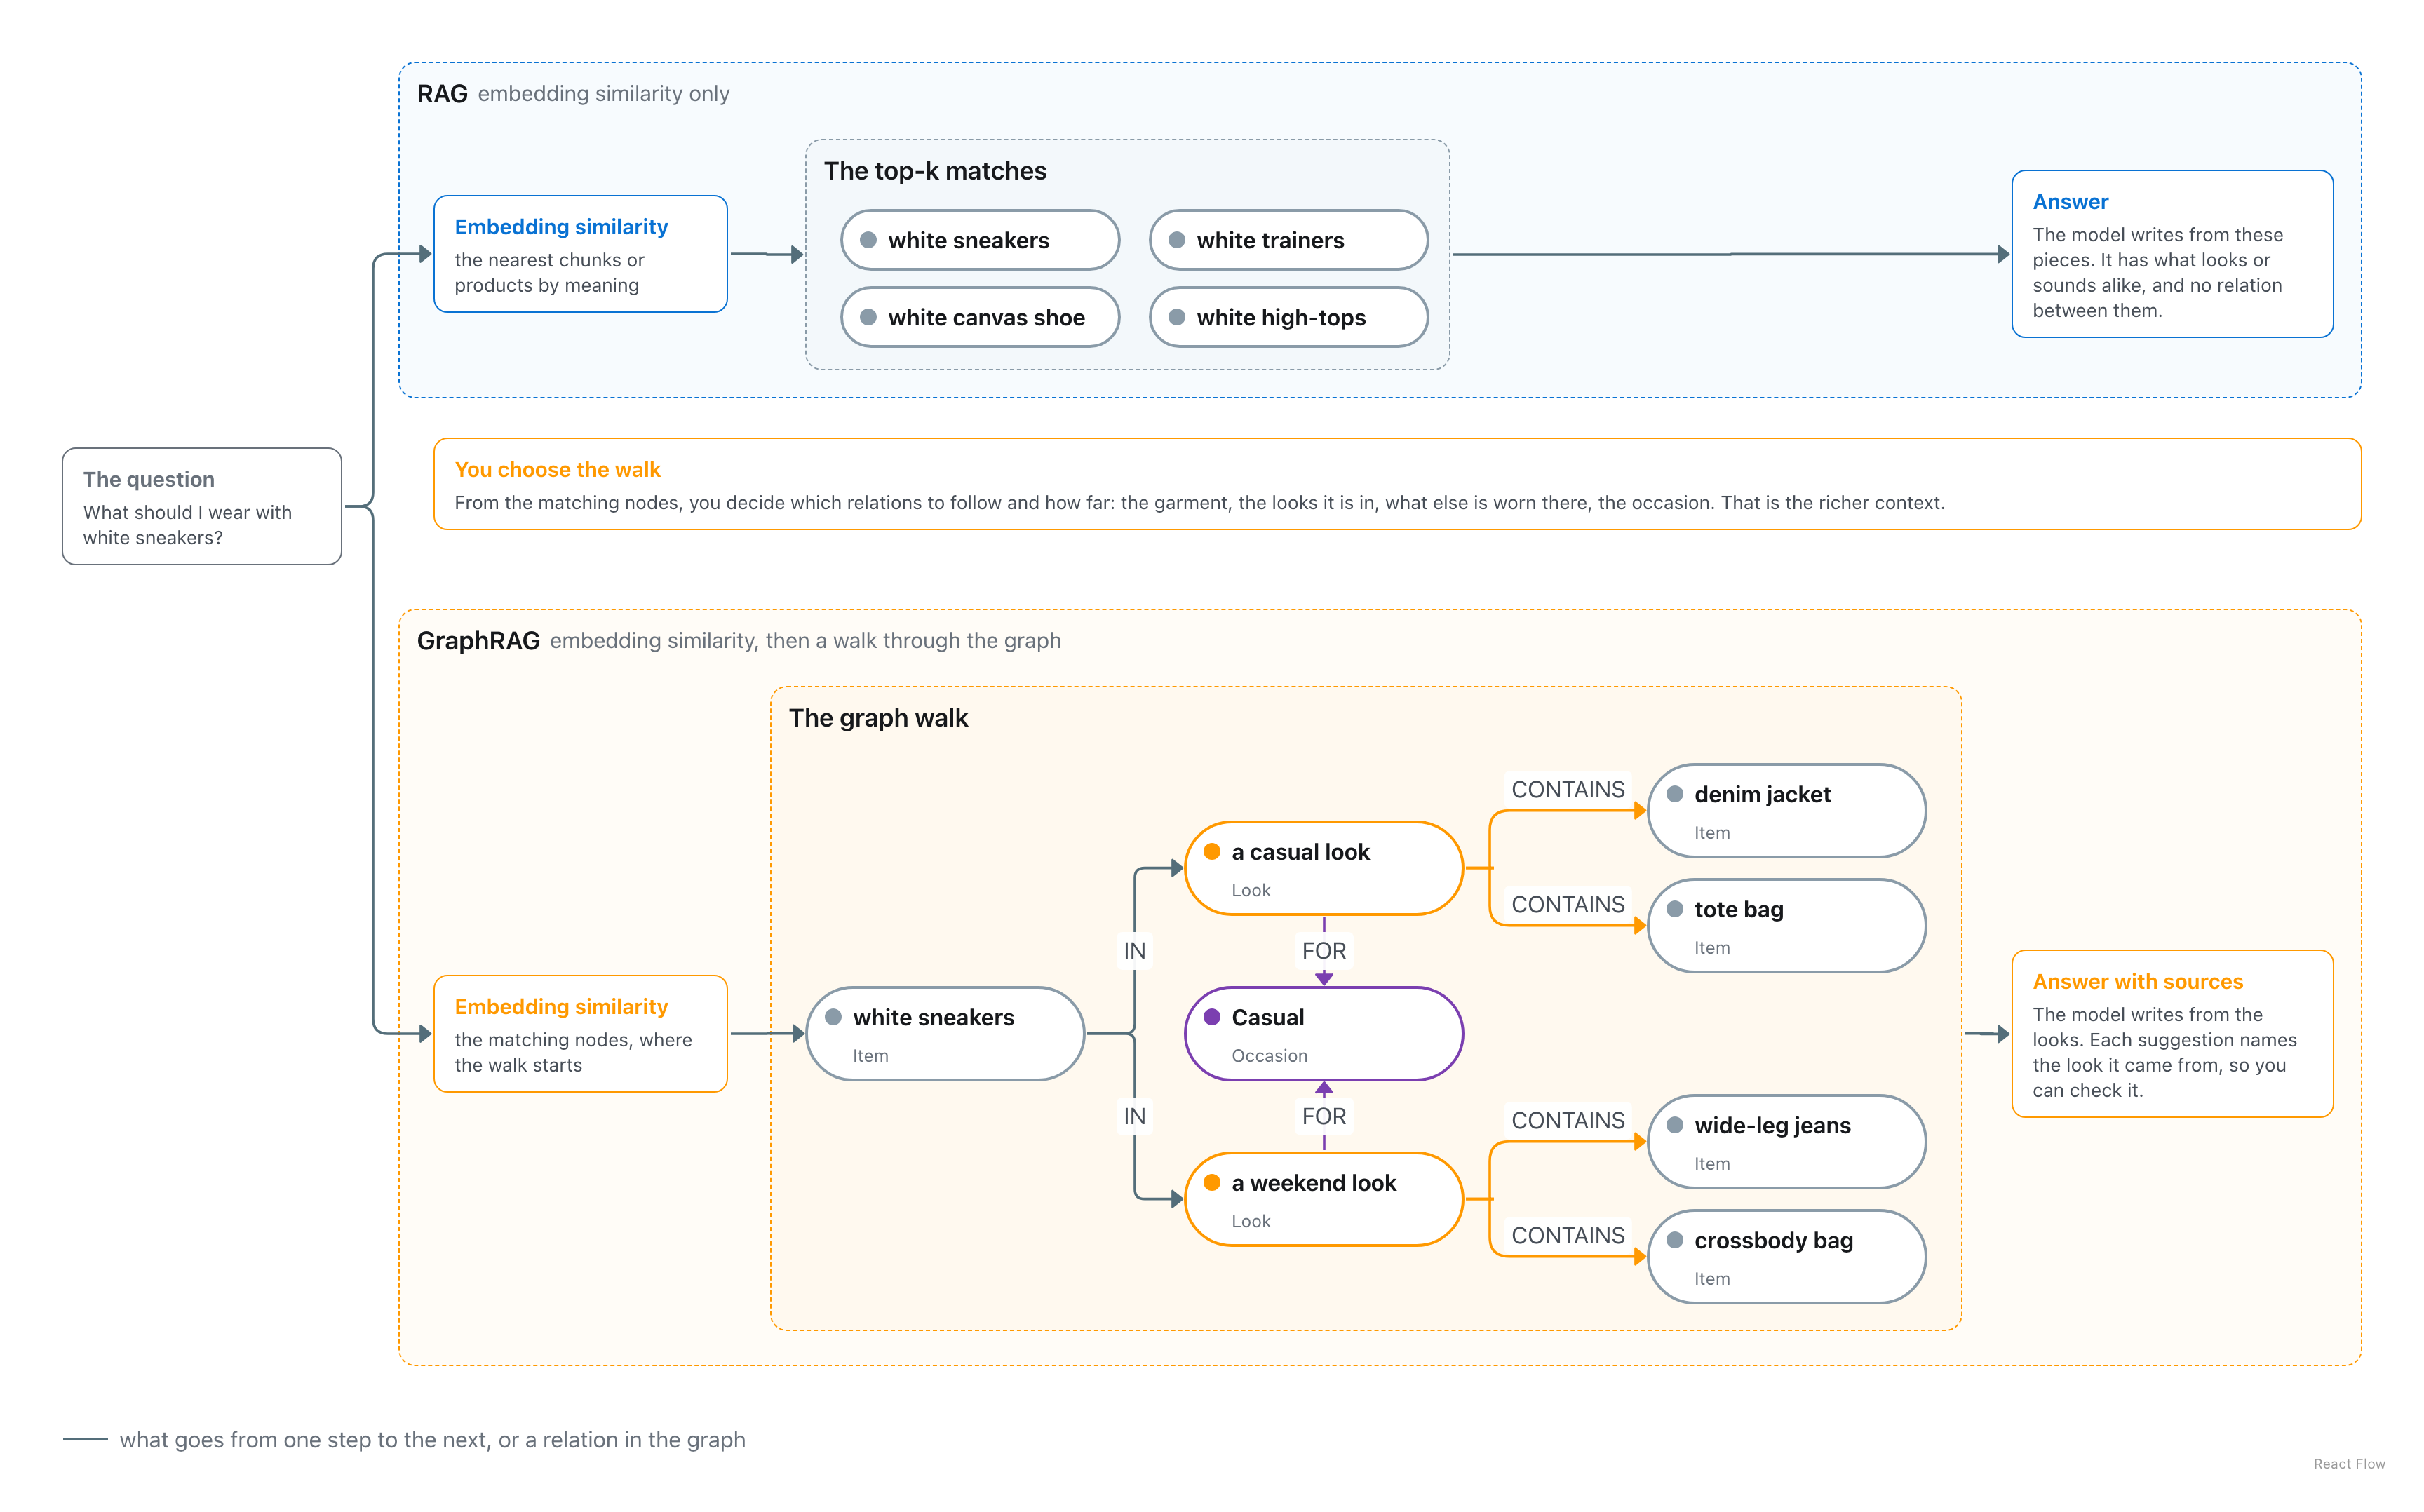 RAG embedding similarity only
The top-k matches
Embedding similarity
the nearest chunks or
products by meaning
white sneakers
white trainers
white canvas shoe
white high-tops
Answer
The model writes from these
pieces. It has what looks or
sounds alike, and no relation
between them.
The question
What should I wear with
white sneakers?
You choose the walk
From the matching nodes, you decide which relations to follow and how far: the garment, the looks it is in, what else is worn there, the occasion. That is the richer context.
GraphRAG embedding similarity, then a walk through the graph
The graph walk
Embedding similarity
the matching nodes, where
the walk starts
white sneakers
Item
IN
IN
a casual look
Look
FOR
Casual
Occasion
FOR
a weekend look
Look
CONTAINS
denim jacket
Item
CONTAINS
tote bag
Item
CONTAINS
wide-leg jeans
Item
CONTAINS
crossbody bag
Item
Answer with sources
The model writes from the
looks. Each suggestion names
the look it came from, so you
can check it.
what goes from one step to the next, or a relation in the graph
React Flow